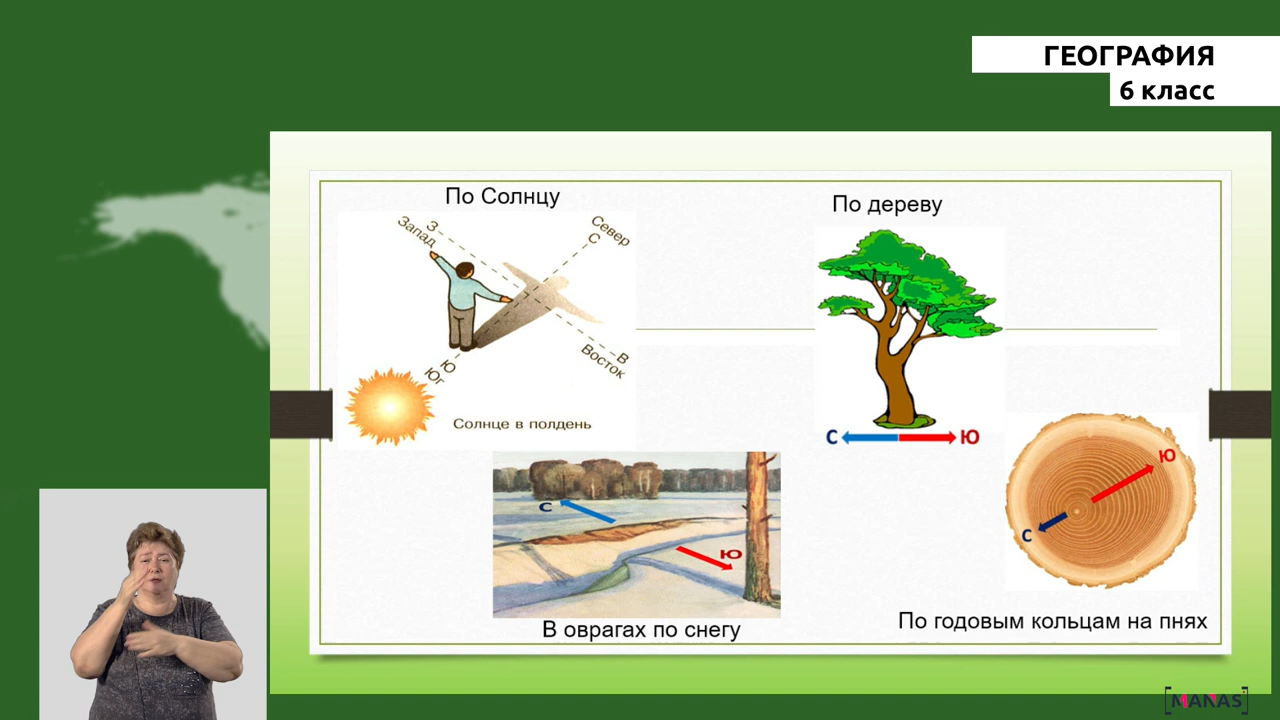 ГЕОГРАФИЯ
6 класс
По Солнцу
По дереву
З
Запад
Север
С
В
Восток
Ю
Юг
Солнце в полдень
С
Ю
С
Ю
Ю
С
В оврагах по снегу
По годовым кольцам на пнях
[MANAS]